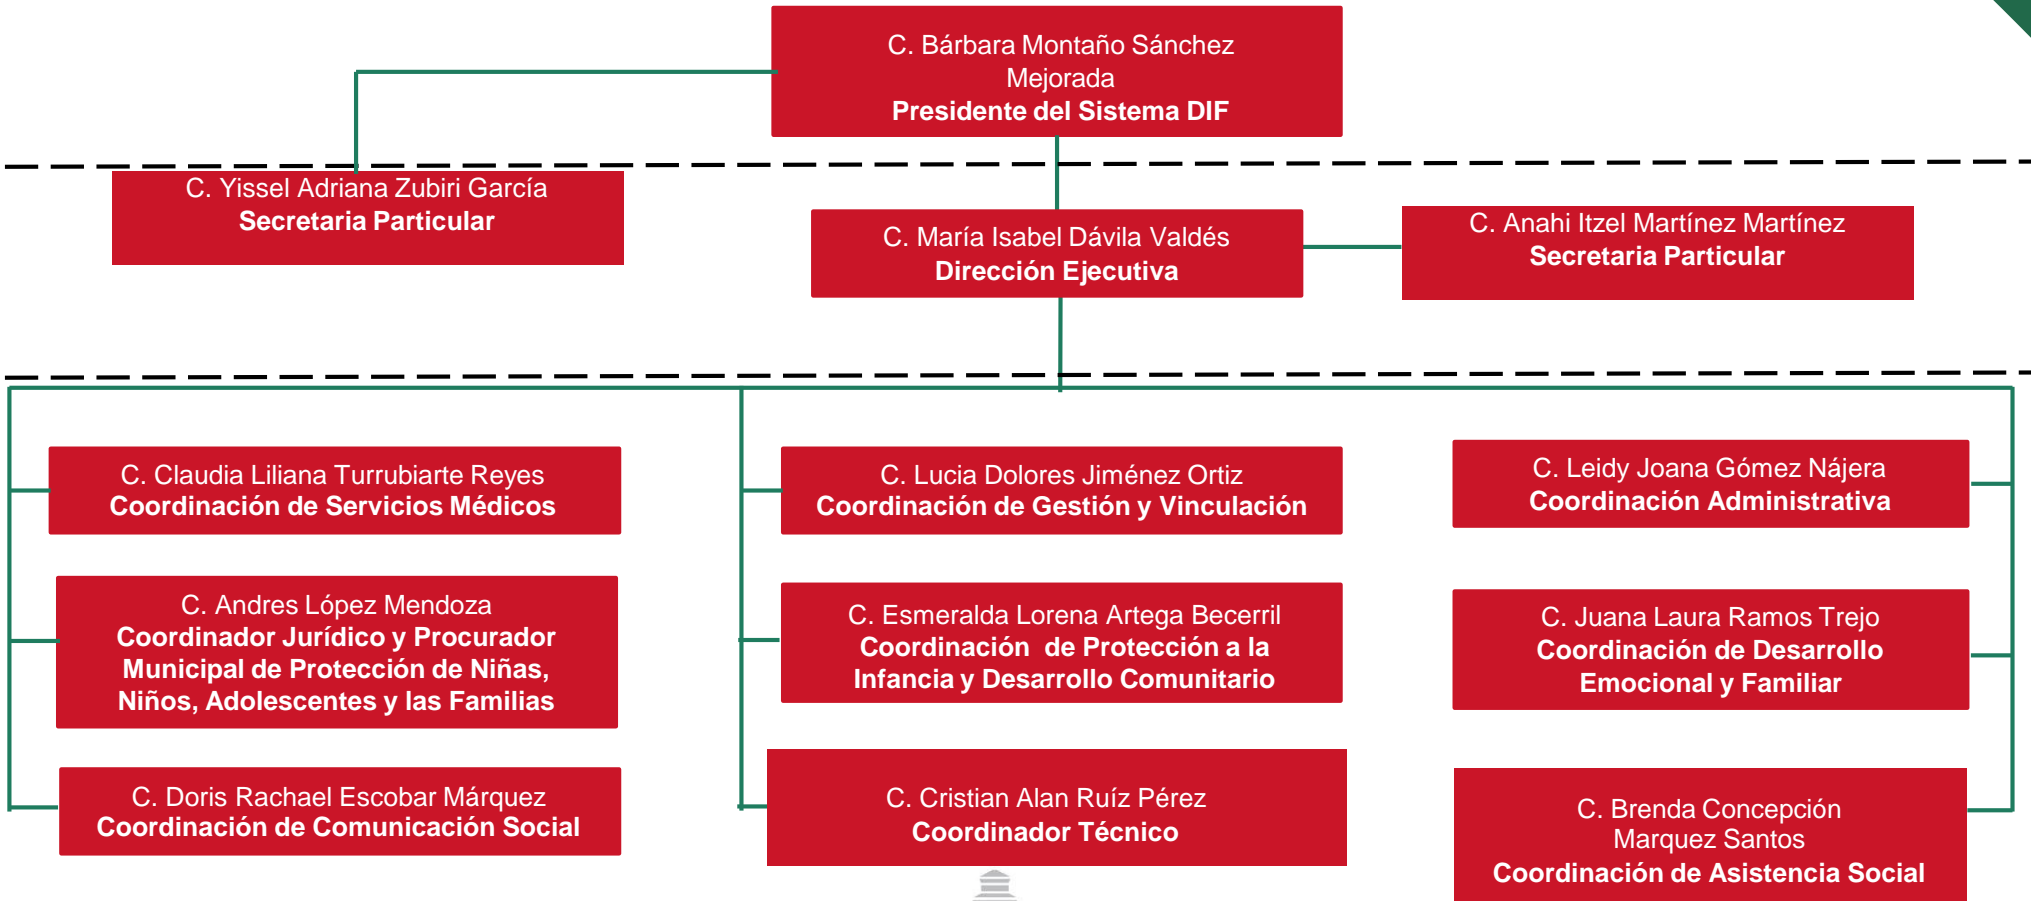 C. Bárbara Montaño Sánchez
Mejorada
Presidente del Sistema DIF
C. Yissel Adriana Zubiri García
Secretaria Particular
C. María Isabel Dávila Valdés
Dirección Ejecutiva
C. Anahi Itzel Martínez Martínez
Secretaria Particular
C. Claudia Liliana Turrubiarte Reyes
Coordinación de Servicios Médicos
C. Lucia Dolores Jiménez Ortiz
Coordinación de Gestión y Vinculación
C. Leidy Joana Gómez Nájera
Coordinación Administrativa
C. Andres López Mendoza
Coordinador Jurídico y Procurador
Municipal de Protección de Niñas,
Niños, Adolescentes y las Familias
C. Esmeralda Lorena Artega Becerril
Coordinación de Protección a la
Infancia y Desarrollo Comunitario
C. Juana Laura Ramos Trejo
Coordinación de Desarrollo
Emocional y Familiar
C. Doris Rachael Escobar Márquez
Coordinación de Comunicación Social
C. Cristian Alan Ruíz Pérez
Coordinador Técnico
C. Brenda Concepción
Marquez Santos
Coordinación de Asistencia Social